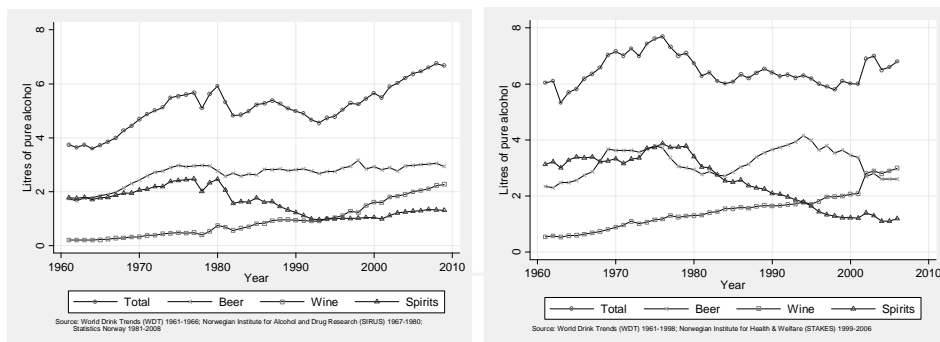 Litres of pure alcohol
8
6
4
2
0
1960 1970 1980 1990 2000 2010
Year
Total Beer Wine Spirits
Source: World Drink Trends (WDT) 1961-1966; Norwegian Institute for Alcohol and Drug Research (SIRUS) 1967-1980;
Statistics Norway 1981-2008
Litres of pure alcohol
8
6
4
2
0
1960 1970 1980 1990 2000 2010
Year
Total Beer Wine Spirits
Source: World Drink Trends (WDT) 1961-1998; Norwegian Institute for Health & Welfare (STAKES) 1999-2006